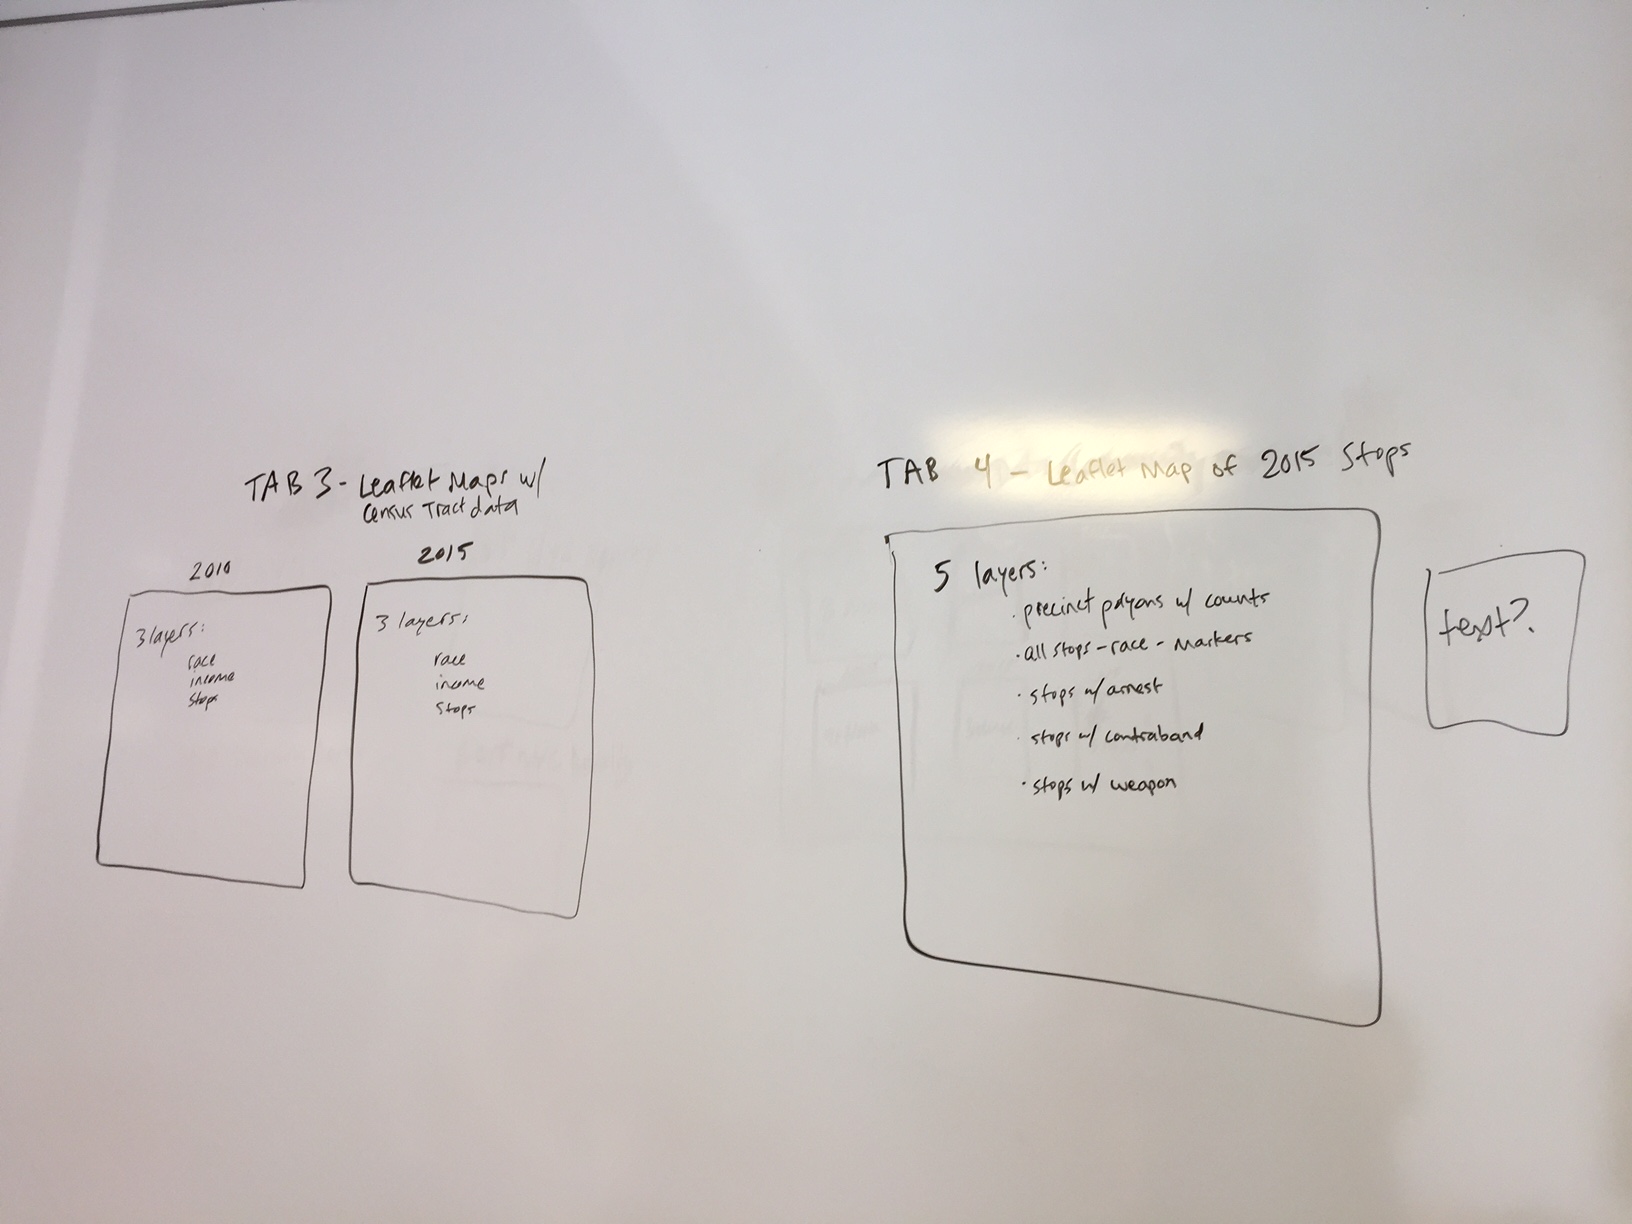 TAB 3 - Leaflet Maps w/
Census Tract data
2010
3 layers:
race
income
stops
2015
3 layers:
race
income
stops
TAB 4 - Leaflet Map of 2015 Stops
5 layers:
· precinct polygons w/ counts
· all stops - race - markers
· stops w/ arrest
· stops w/ contraband
· stops w/ weapon
text?